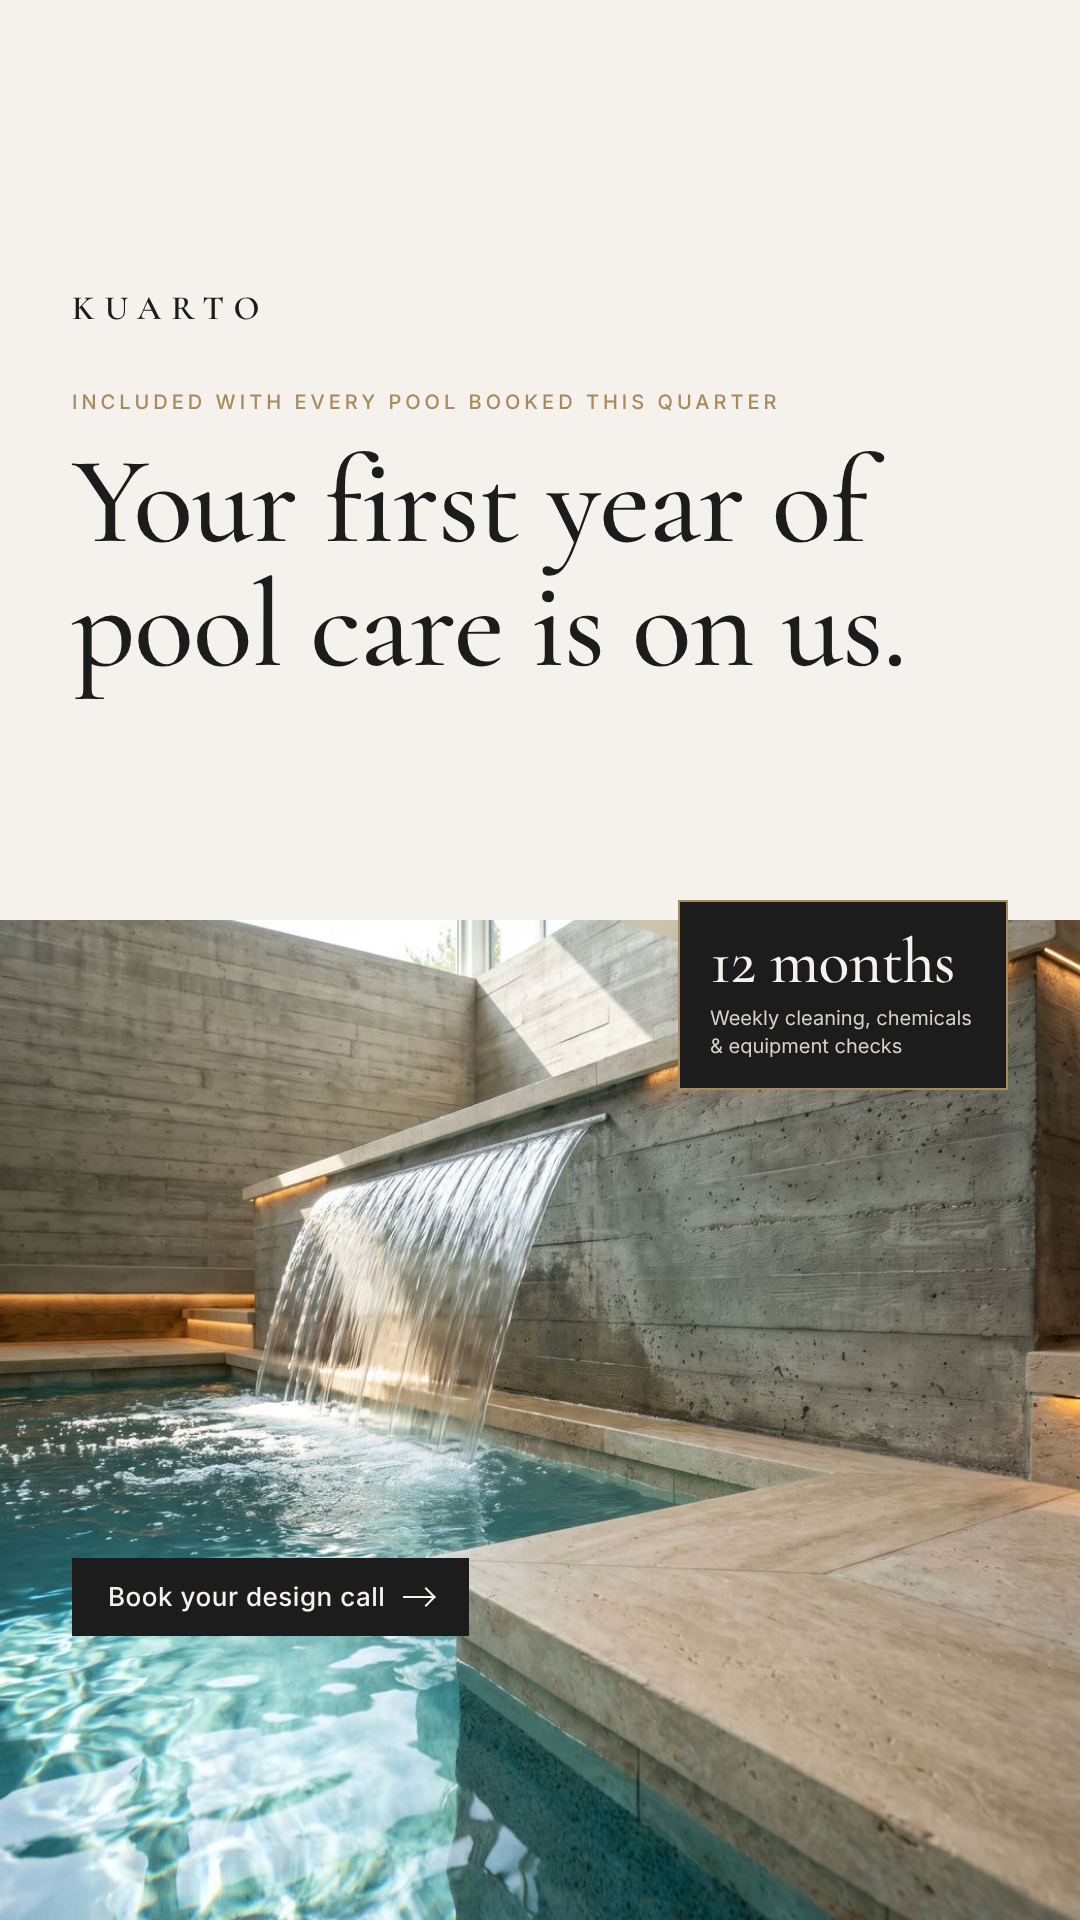 KUARTO
INCLUDED WITH EVERY POOL BOOKED THIS QUARTER
Your first year of
pool care is on us.
12 months
Weekly cleaning, chemicals
& equipment checks
Book your design call →